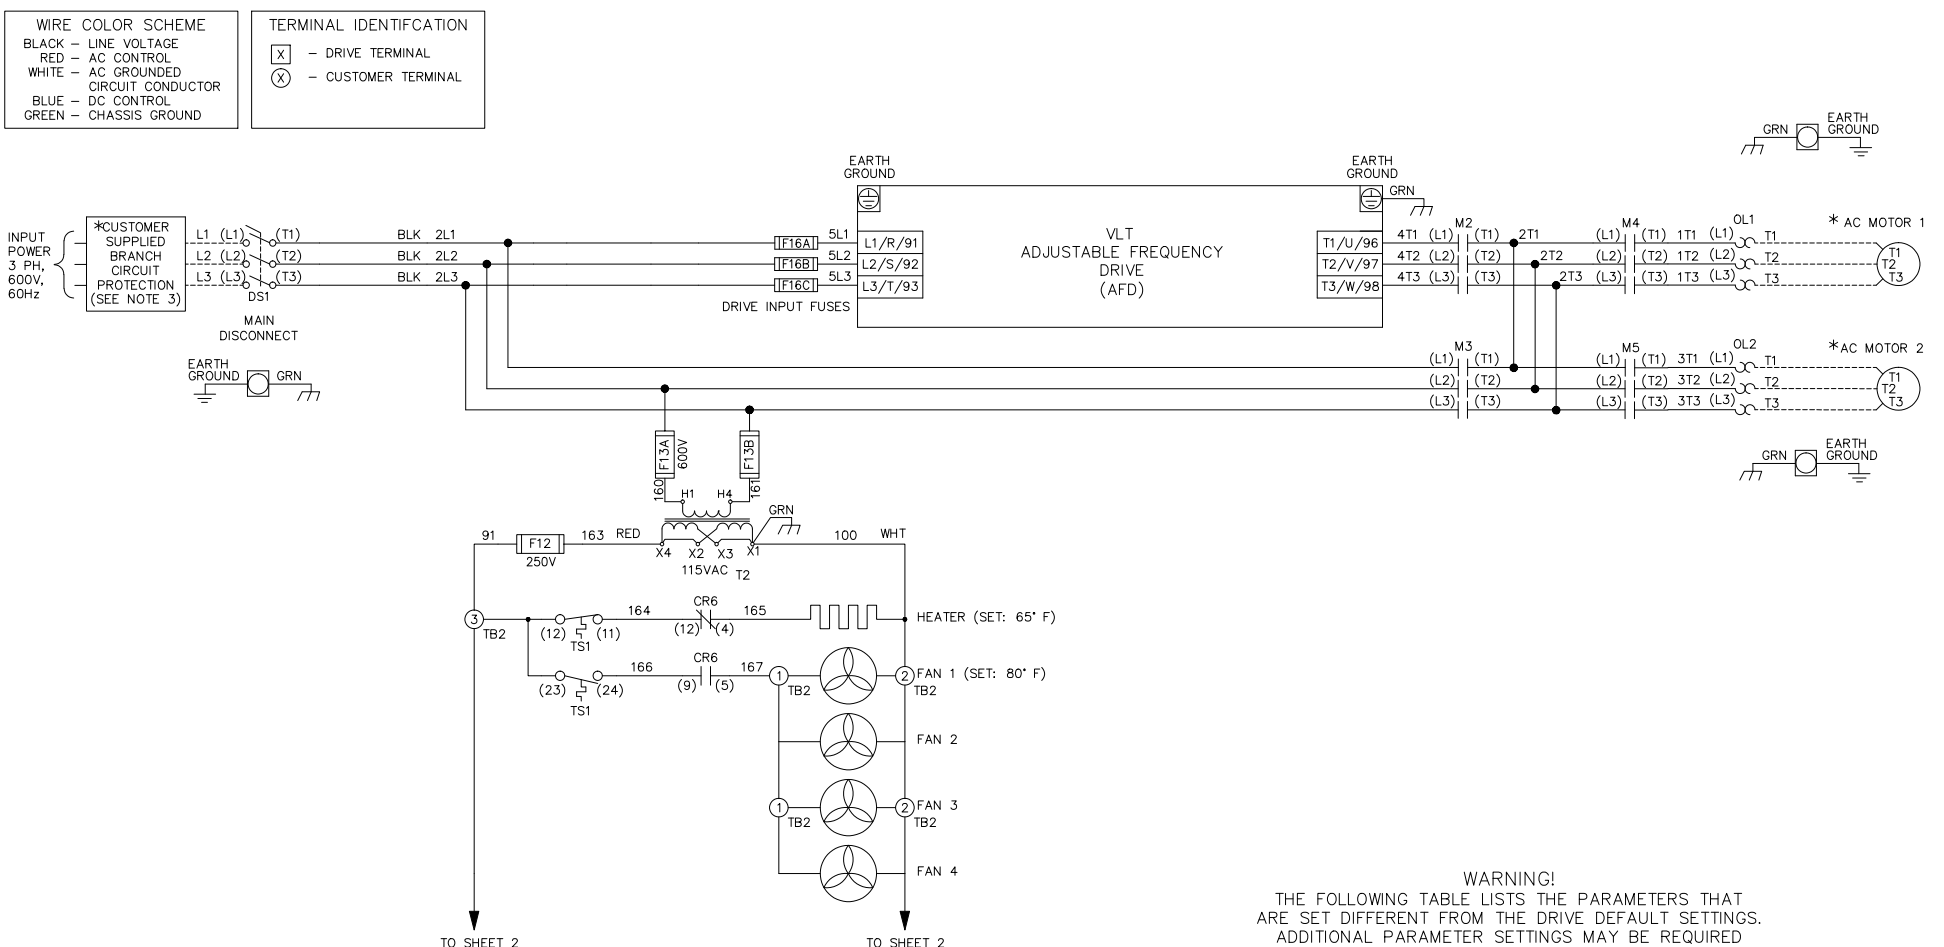 WIRE COLOR SCHEME
BLACK – LINE VOLTAGE
RED – AC CONTROL
WHITE – AC GROUNDED
CIRCUIT CONDUCTOR
BLUE – DC CONTROL
GREEN – CHASSIS GROUND
TERMINAL IDENTIFCATION
X – DRIVE TERMINAL
X – CUSTOMER TERMINAL
INPUT
POWER
3 PH,
600V,
60Hz
*CUSTOMER
SUPPLIED
BRANCH
CIRCUIT
PROTECTION
(SEE NOTE 3)
L1 (L1) (T1) BLK 2L1
L2 (L2) (T2) BLK 2L2
L3 (L3) (T3) BLK 2L3
DS1
MAIN
DISCONNECT
EARTH
GROUND GRN
F16A 5L1
F16B 5L2
F16C 5L3
DRIVE INPUT FUSES
EARTH
GROUND
L1/R/91
L2/S/92
L3/T/93
VLT
ADJUSTABLE FREQUENCY
DRIVE
(AFD)
EARTH
GROUND
GRN
T1/U/96
T2/V/97
T3/W/98
GRN EARTH
GROUND
M2 M4 OL1
4T1 (L1) (T1) 2T1 (L1) (T1) 1T1 (L1) T1
4T2 (L2) (T2) 2T2 (L2) (T2) 1T2 (L2) T2
4T3 (L3) (T3) 2T3 (L3) (T3) 1T3 (L3) T3
* AC MOTOR 1
T1
T2
T3
M3 M5 OL2
(L1) (T1) (L1) (T1) 3T1 (L1) T1
(L2) (T2) (L2) (T2) 3T2 (L2) T2
(L3) (T3) (L3) (T3) 3T3 (L3) T3
*AC MOTOR 2
T1
T2
T3
GRN EARTH
GROUND
F13A
600V
F13B
160
161
H1 H4
GRN
91 F12 163 RED
250V
X4 X2 X3 X1
115VAC T2
100 WHT
3
TB2
(12) (11)
TS1
164
CR6
(12) (4)
165
HEATER (SET: 65° F)
(23) (24)
TS1
166
CR6
(9) (5)
167
1
TB2
2
TB2
FAN 1 (SET: 80° F)
FAN 2
1
TB2
2
TB2
FAN 3
FAN 4
TO SHEET 2
TO SHEET 2
WARNING!
THE FOLLOWING TABLE LISTS THE PARAMETERS THAT
ARE SET DIFFERENT FROM THE DRIVE DEFAULT SETTINGS.
ADDITIONAL PARAMETER SETTINGS MAY BE REQUIRED